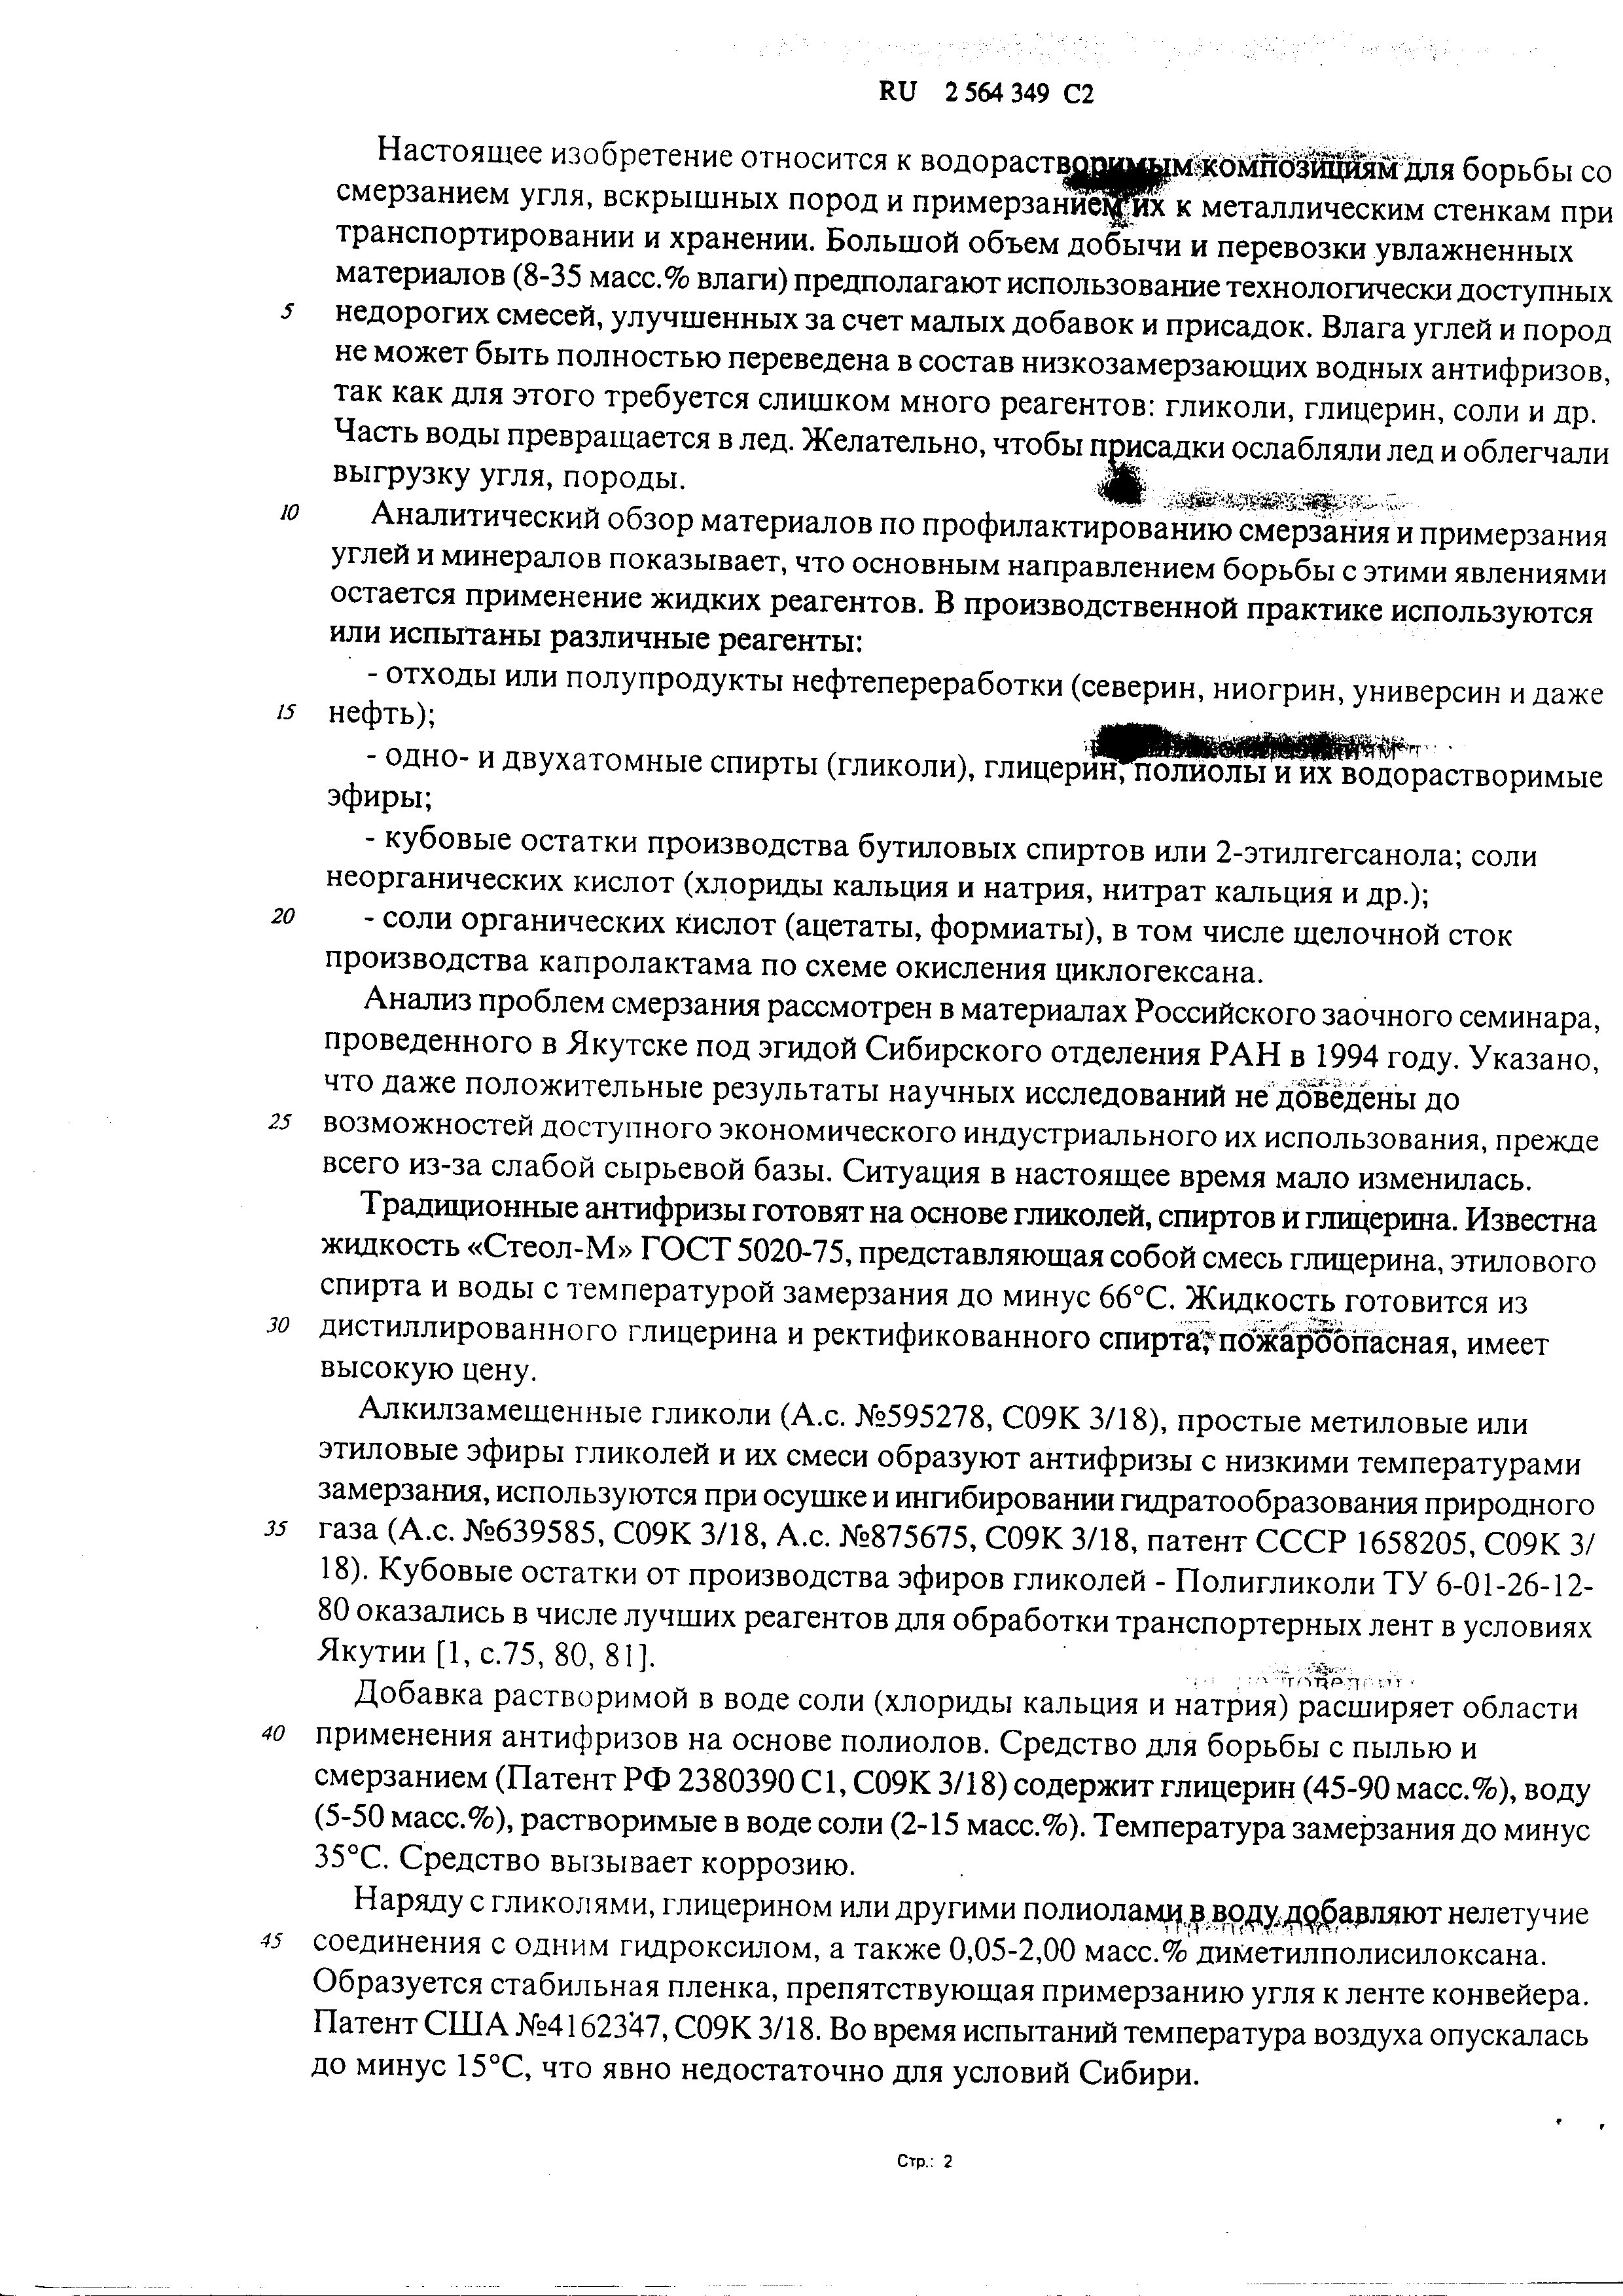 RU 2 564 349 C2
Настоящее изобретение относится к водорастворимым композициям для борьбы со
смерзанием угля, вскрышных пород и примерзанием их к металлическим стенкам при
транспортировании и хранении. Большой объем добычи и перевозки увлажненных
материалов (8-35 масс.% влаги) предполагают использование технологически доступных
5 недорогих смесей, улучшенных за счет малых добавок и присадок. Влага углей и пород
не может быть полностью переведена в состав низкозамерзающих водных антифризов,
так как для этого требуется слишком много реагентов: гликоли, глицерин, соли и др.
Часть воды превращается в лед. Желательно, чтобы присадки ослабляли лед и облегчали
выгрузку угля, породы.
10 Аналитический обзор материалов по профилактированию смерзания и примерзания
углей и минералов показывает, что основным направлением борьбы с этими явлениями
остается применение жидких реагентов. В производственной практике используются
или испытаны различные реагенты:
- отходы или полупродукты нефтепереработки (северин, ниогрин, универсин и даже
15 нефть);
- одно- и двухатомные спирты (гликоли), глицерин, полиолы и их водорастворимые
эфиры;
- кубовые остатки производства бутиловых спиртов или 2-этилгегсанола; соли
неорганических кислот (хлориды кальция и натрия, нитрат кальция и др.);
20 - соли органических кислот (ацетаты, формиаты), в том числе щелочной сток
производства капролактама по схеме окисления циклогексана.
Анализ проблем смерзания рассмотрен в материалах Российского заочного семинара,
проведенного в Якутске под эгидой Сибирского отделения РАН в 1994 году. Указано,
что даже положительные результаты научных исследований не доведены до
25 возможностей доступного экономического индустриального их использования, прежде
всего из-за слабой сырьевой базы. Ситуация в настоящее время мало изменилась.
Традиционные антифризы готовят на основе гликолей, спиртов и глицерина. Известна
жидкость «Стеол-М» ГОСТ 5020-75, представляющая собой смесь глицерина, этилового
спирта и воды с температурой замерзания до минус 66°С. Жидкость готовится из
30 дистиллированного глицерина и ректификованного спирта, пожароопасная, имеет
высокую цену.
Алкилзамещенные гликоли (А.с. №595278, С09К 3/18), простые метиловые или
этиловые эфиры гликолей и их смеси образуют антифризы с низкими температурами
замерзания, используются при осушке и ингибировании гидратообразования природного
35 газа (А.с. №639585, С09К 3/18, А.с. №875675, С09К 3/18, патент СССР 1658205, С09К 3/
18). Кубовые остатки от производства эфиров гликолей - Полигликоли ТУ 6-01-26-12-
80 оказались в числе лучших реагентов для обработки транспортерных лент в условиях
Якутии [1, с.75, 80, 81].
Добавка растворимой в воде соли (хлориды кальция и натрия) расширяет области
40 применения антифризов на основе полиолов. Средство для борьбы с пылью и
смерзанием (Патент РФ 2380390 С1, С09К 3/18) содержит глицерин (45-90 масс.%), воду
(5-50 масс.%), растворимые в воде соли (2-15 масс.%). Температура замерзания до минус
35°С. Средство вызывает коррозию.
Наряду с гликолями, глицерином или другими полиолами в воду добавляют нелетучие
45 соединения с одним гидроксилом, а также 0,05-2,00 масс.% диметилполисилоксана.
Образуется стабильная пленка, препятствующая примерзанию угля к ленте конвейера.
Патент США №4162347, С09К 3/18. Во время испытаний температура воздуха опускалась
до минус 15°С, что явно недостаточно для условий Сибири.
Стр.: 2